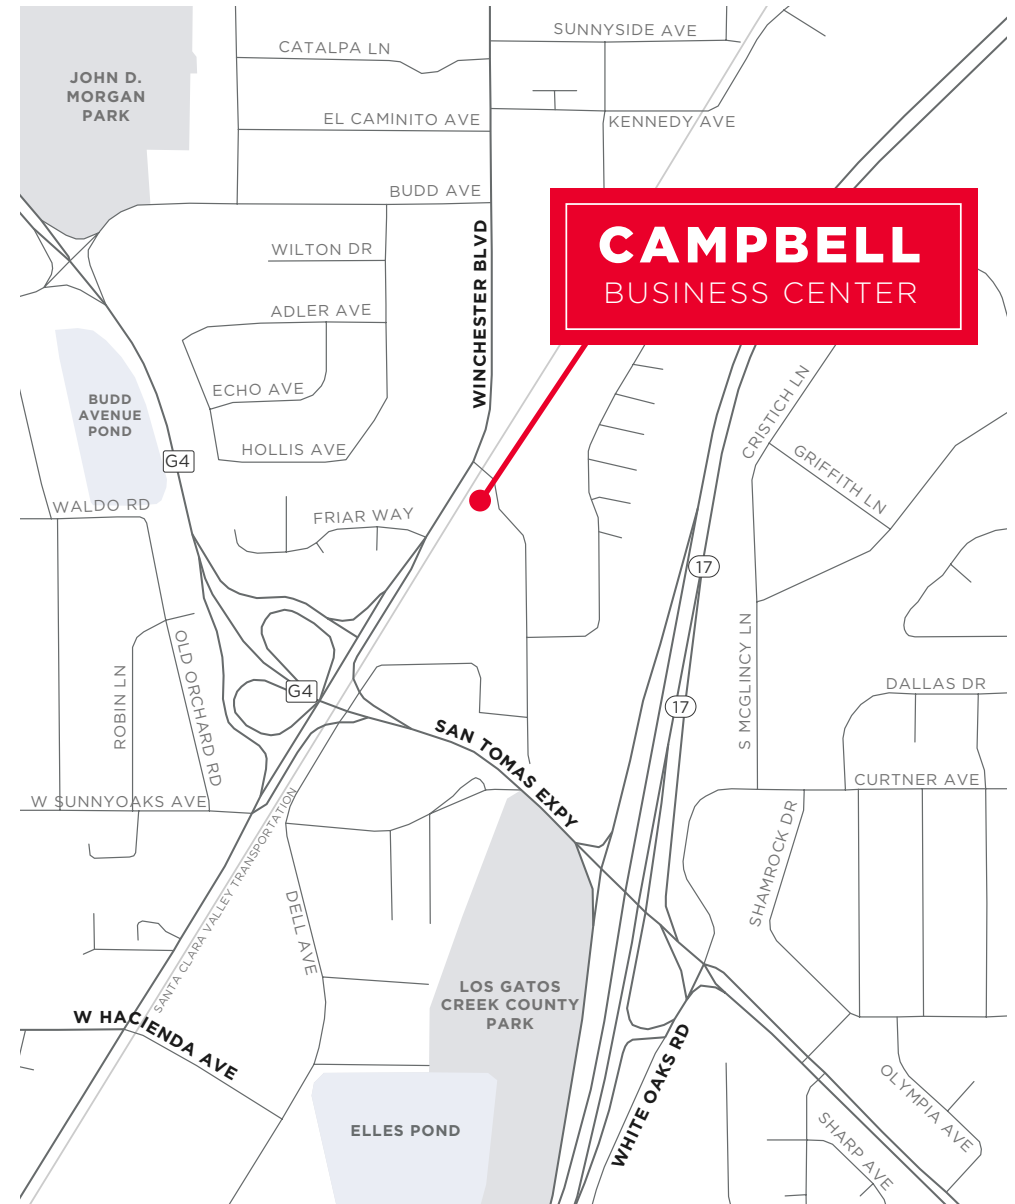 SUNNYSIDE AVE
CATALPA LN
JOHN D.
MORGAN
PARK
EL CAMINITO AVE
KENNEDY AVE
BUDD AVE
WINCHESTER BLVD
CAMPBELL
BUSINESS CENTER
WILTON DR
ADLER AVE
ECHO AVE
BUDD
AVENUE
POND
CRISTICH LN
HOLLIS AVE
G4
GRIFFITH LN
WALDO RD
FRIAR WAY
17
OLD ORCHARD RD
S MCGLINCY LN
ROBIN LN
G4
DALLAS DR
17
SAN TOMAS EXPY
CURTNER AVE
W SUNNYOAKS AVE
SANTA CLARA VALLEY TRANSPORTATION
SHAMROCK DR
DELL AVE
LOS GATOS
CREEK COUNTY
PARK
W HACIENDA AVE
WHITE OAKS RD
OLYMPIA AVE
ELLES POND
SHARP AVE